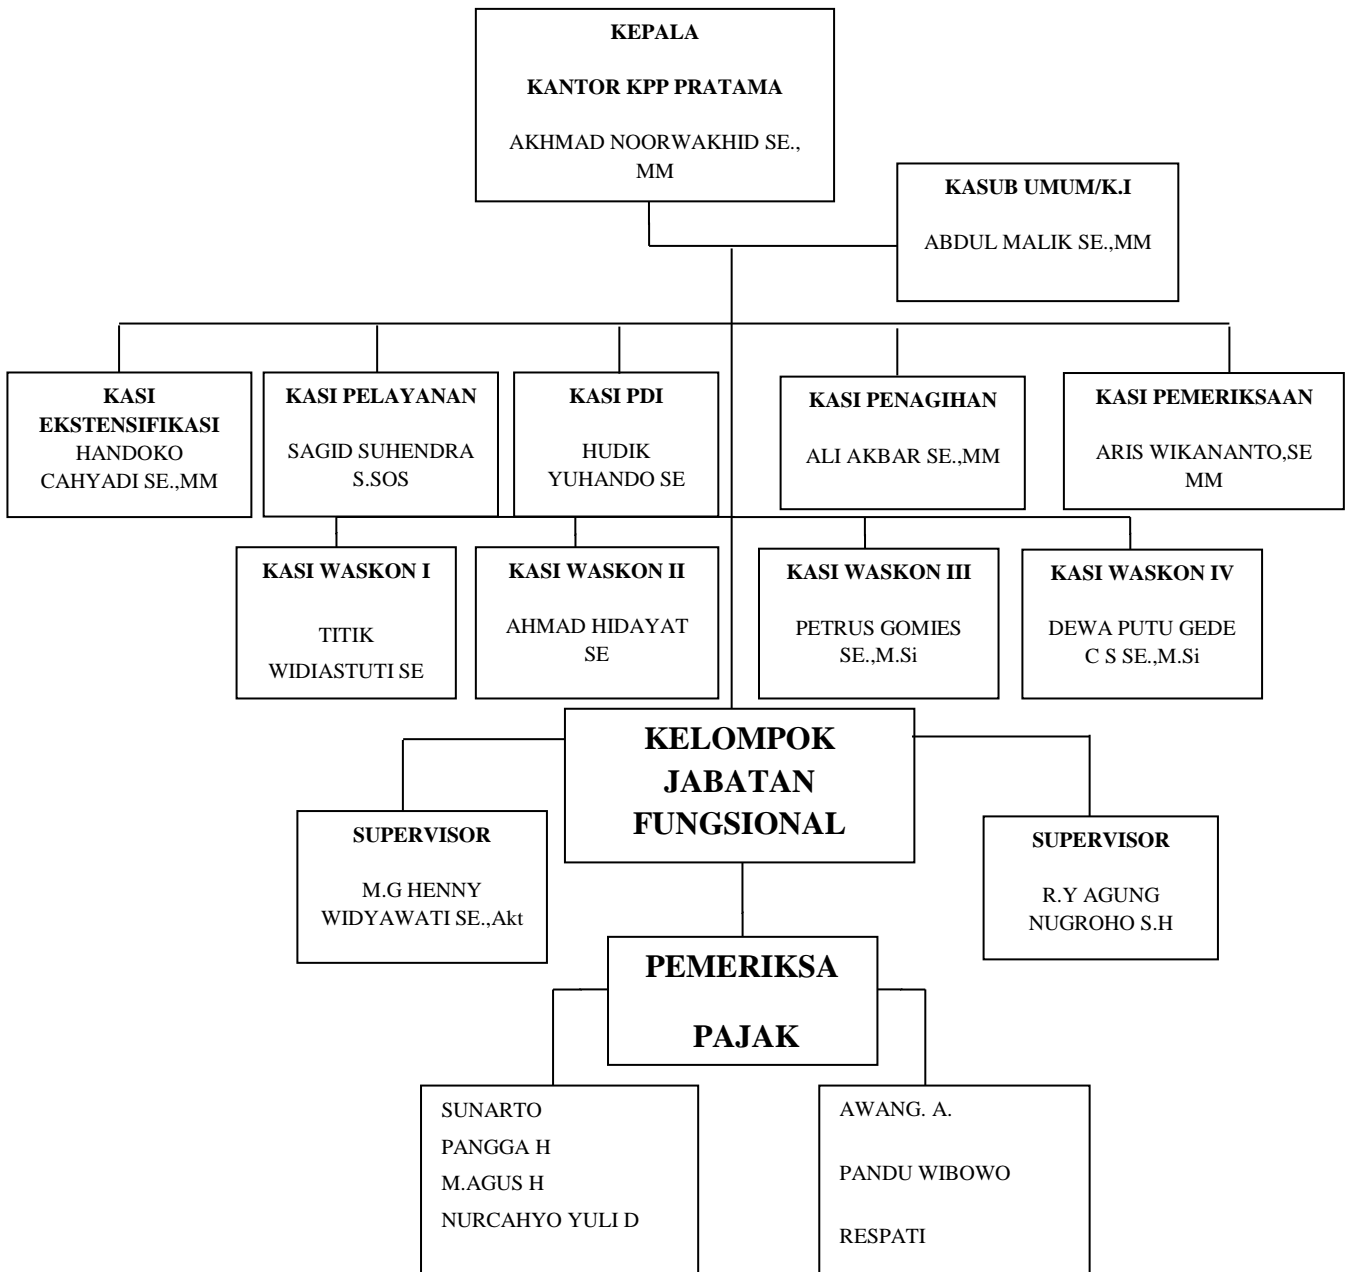 KEPALA
KANTOR KPP PRATAMA
AKHMAD NOORWAKHID SE.,
MM
KASUB UMUM/K.I
ABDUL MALIK SE.,MM
KASI
EKSTENSIFIKASI
HANDOKO
CAHYADI SE.,MM
KASI PELAYANAN
SAGID SUHENDRA
S.SOS
KASI PDI
HUDIK
YUHANDO SE
KASI PENAGIHAN
ALI AKBAR SE.,MM
KASI PEMERIKSAAN
ARIS WIKANANTO,SE
MM
KASI WASKON I
TITIK
WIDIASTUTI SE
KASI WASKON II
AHMAD HIDAYAT
SE
KASI WASKON III
PETRUS GOMIES
SE.,M.Si
KASI WASKON IV
DEWA PUTU GEDE
C S SE.,M.Si
KELOMPOK
JABATAN
FUNGSIONAL
SUPERVISOR
M.G HENNY
WIDYAWATI SE.,Akt
SUPERVISOR
R.Y AGUNG
NUGROHO S.H
PEMERIKSA
PAJAK
SUNARTO
PANGGA H
M.AGUS H
NURCAHYO YULI D
AWANG. A.
PANDU WIBOWO
RESPATI